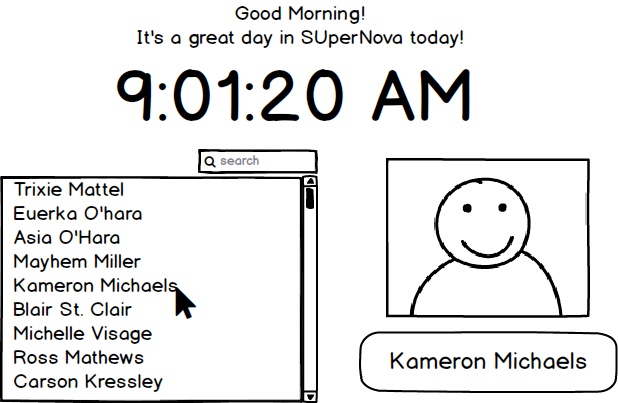 Good Morning!
It's a great day in SUperNova today!
9:01:20 AM
search
Trixie Mattel
Euerka O'hara
Asia O'Hara
Mayhem Miller
Kameron Michaels
Blair St. Clair
Michelle Visage
Ross Mathews
Carson Kressley
Kameron Michaels